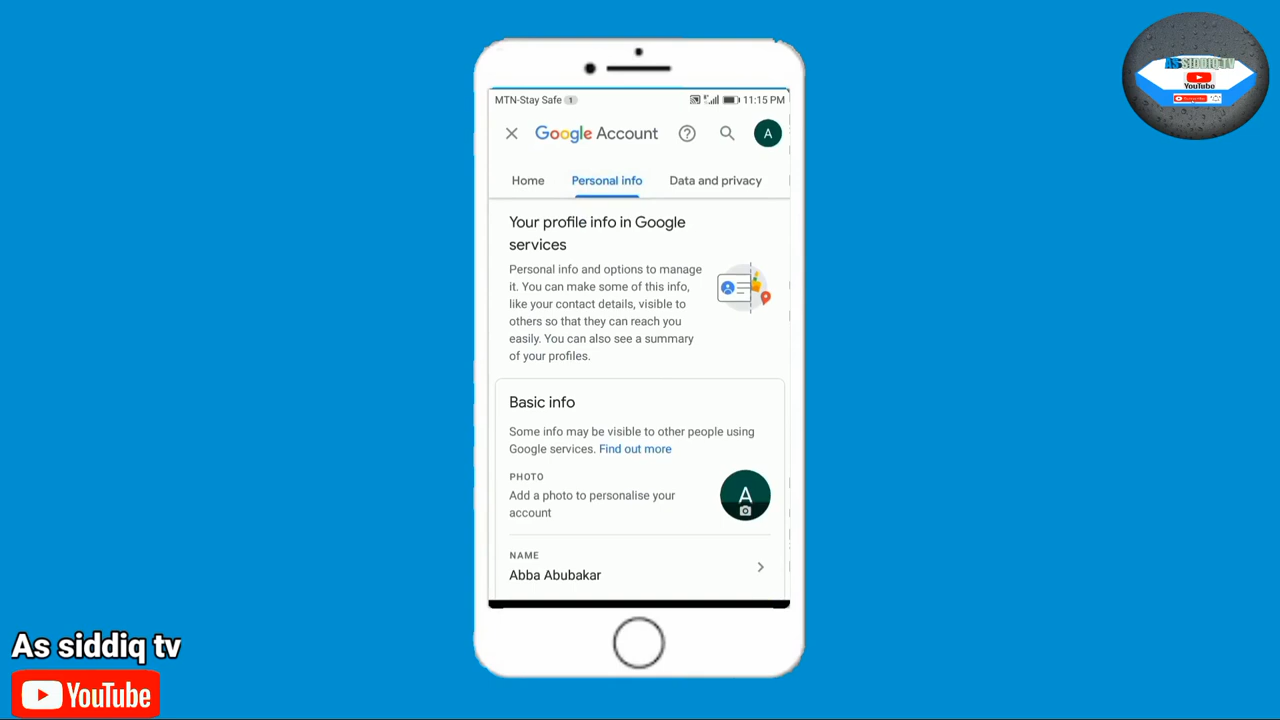 ASSIDDIQ TV
YouTube
MTN-Stay Safe 1
11:15 PM
Google Account
A
Home
Personal info
Data and privacy
Your profile info in Google
services
Personal info and options to manage
it. You can make some of this info,
like your contact details, visible to
others so that they can reach you
easily. You can also see a summary
of your profiles.
Basic info
Some info may be visible to other people using
Google services. Find out more
PHOTO
Add a photo to personalise your
account
A
NAME
Abba Abubakar
As siddiq tv
YouTube